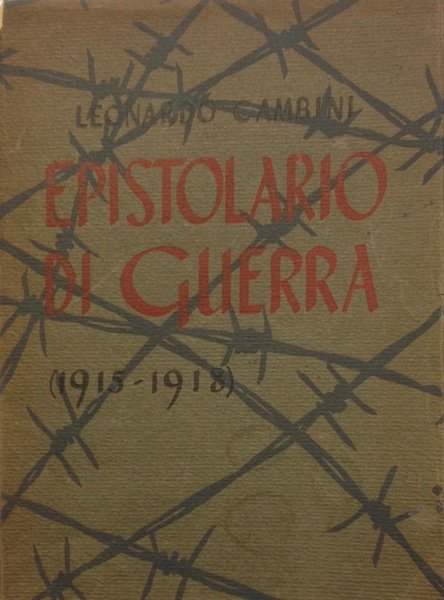 LEONARDO GAMBINI
EPISTOLARIO
DI GUERRA
(1915-1918)